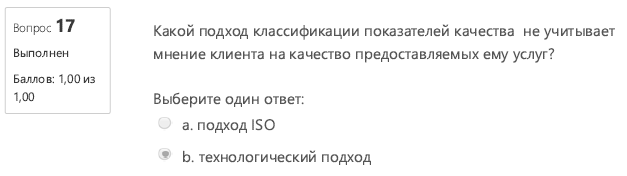 Вопрос 17
Выполнен
Баллов: 1,00 из
1,00
Какой подход классификации показателей качества не учитывает
мнение клиента на качество предоставляемых ему услуг?
Выберите один ответ:
a. подход ISO
b. технологический подход